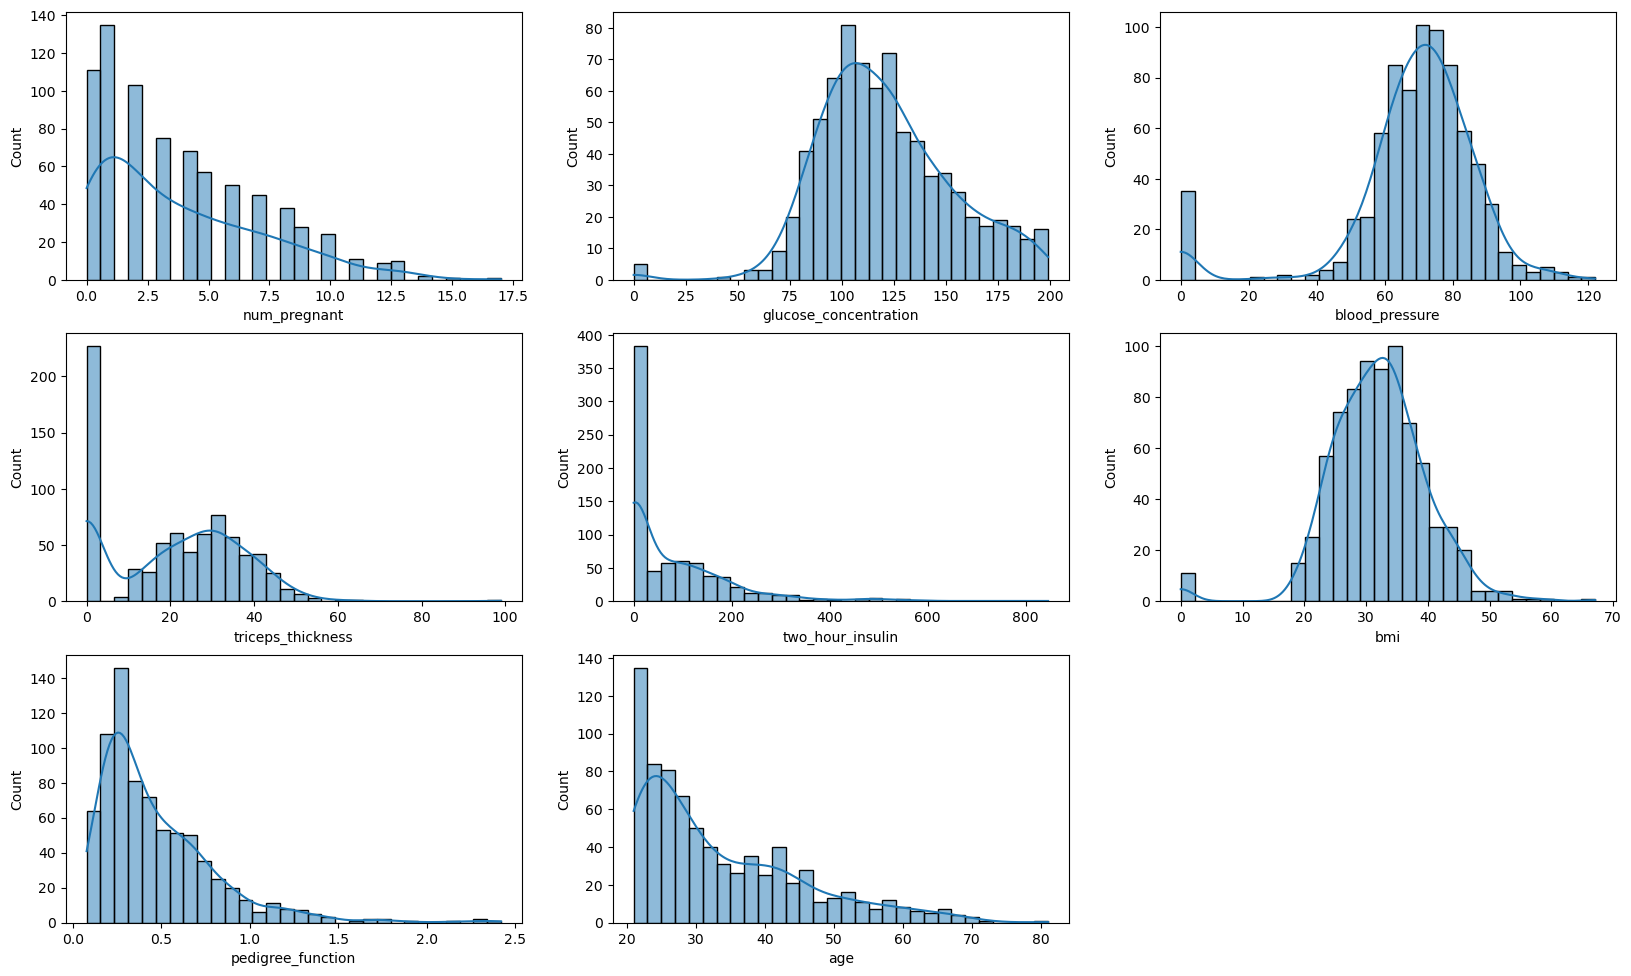 140
120
100
80
60
40
20
0
Count
0.0 2.5 5.0 7.5 10.0 12.5 15.0 17.5
num_pregnant
80
70
60
50
40
30
20
10
0
Count
0 25 50 75 100 125 150 175 200
glucose_concentration
100
80
60
40
20
0
Count
0 20 40 60 80 100 120
blood_pressure
200
150
100
50
0
Count
0 20 40 60 80 100
triceps_thickness
400
350
300
250
200
150
100
50
0
Count
0 200 400 600 800
two_hour_insulin
100
80
60
40
20
0
Count
0 10 20 30 40 50 60 70
bmi
140
120
100
80
60
40
20
0
Count
0.0 0.5 1.0 1.5 2.0 2.5
pedigree_function
140
120
100
80
60
40
20
0
Count
20 30 40 50 60 70 80
age